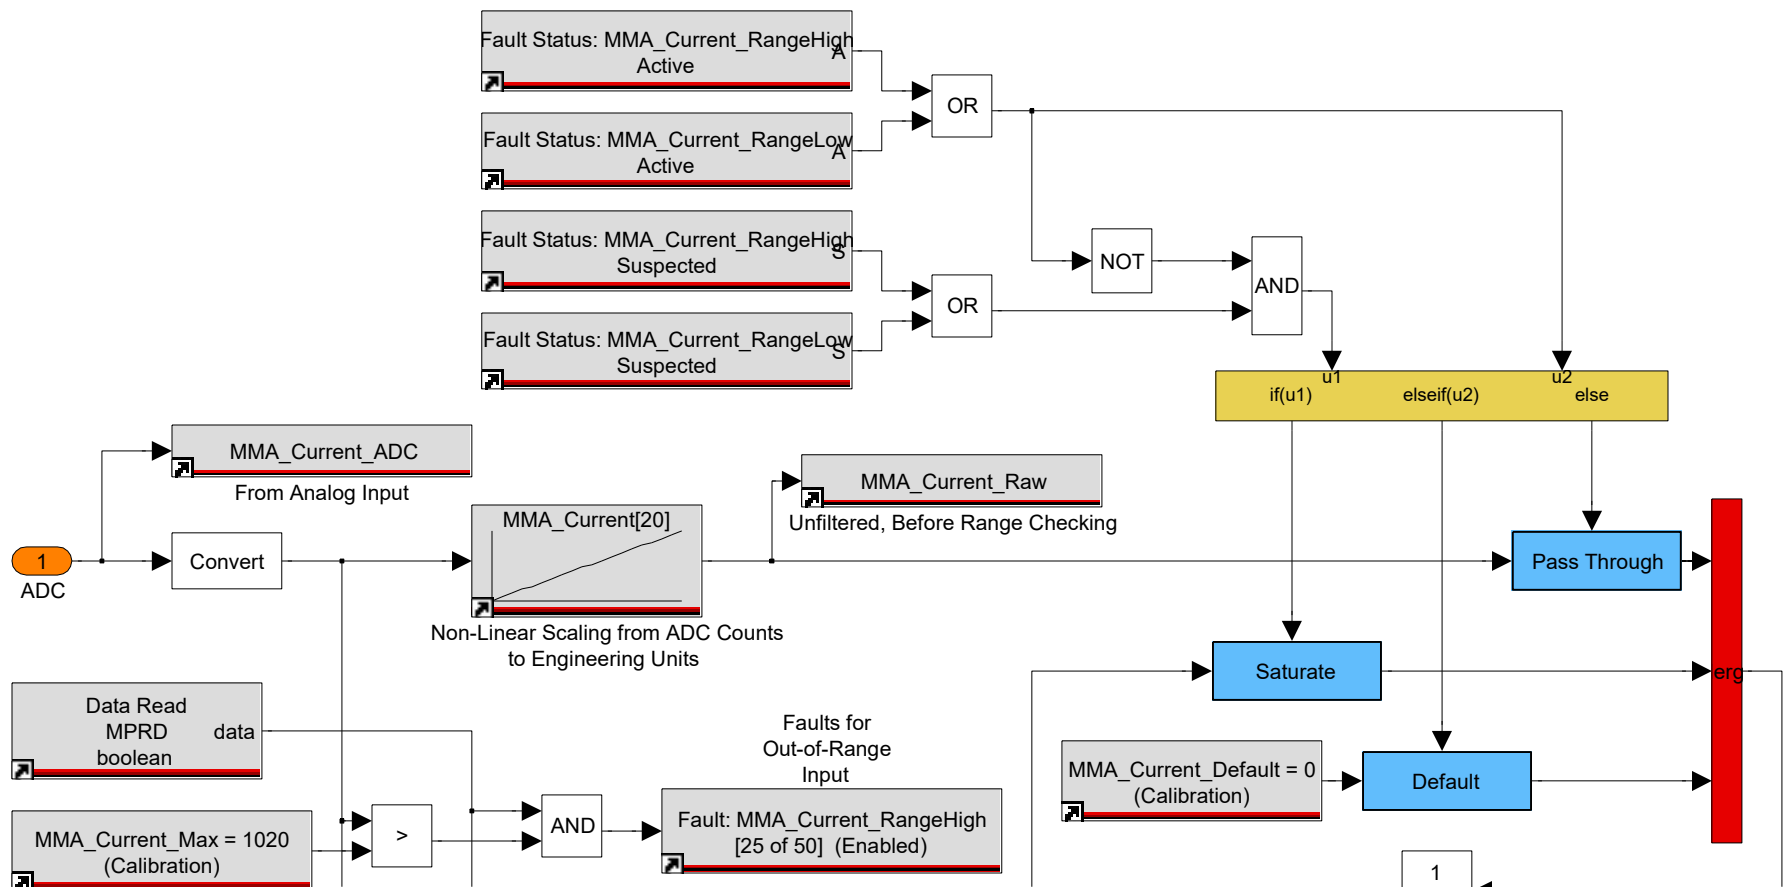 Fault Status: MMA_Current_RangeHigh
Active
A
OR
Fault Status: MMA_Current_RangeLow
Active
A
Fault Status: MMA_Current_RangeHigh
Suspected
S
NOT
AND
OR
Fault Status: MMA_Current_RangeLow
Suspected
S
u1
u2
if(u1)
elseif(u2)
else
MMA_Current_ADC
From Analog Input
MMA_Current_Raw
Unfiltered, Before Range Checking
MMA_Current[20]
Non-Linear Scaling from ADC Counts
to Engineering Units
1
ADC
Convert
Pass Through
Saturate
erg
Data Read
MPRD
boolean
data
Faults for
Out-of-Range
Input
MMA_Current_Default = 0
(Calibration)
Default
MMA_Current_Max = 1020
(Calibration)
>
AND
Fault: MMA_Current_RangeHigh
[25 of 50]  (Enabled)
1